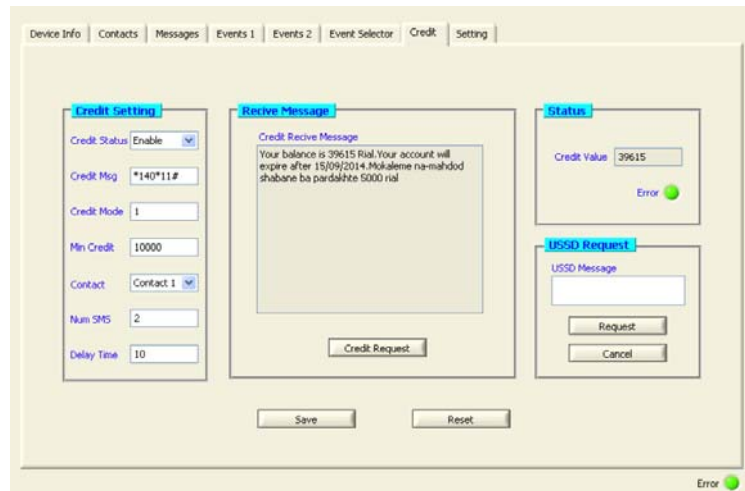 Device Info Contacts Messages Events 1 Events 2 Event Selector Credit Setting
Credit Setting
Credit Status Enable
Credit Msg *140*11#
Credit Mode 1
Min Credit 10000
Contact Contact 1
Num SMS 2
Delay Time 10
Recive Message
Credit Recive Message
Your balance is 39615 Rial.Your account will
expire after 15/09/2014.Mokaleme na-mahdod
shabane ba pardakhte 5000 rial
Credit Request
Status
Credit Value 39615
Error
USSD Request
USSD Message
Request
Cancel
Save Reset
Error